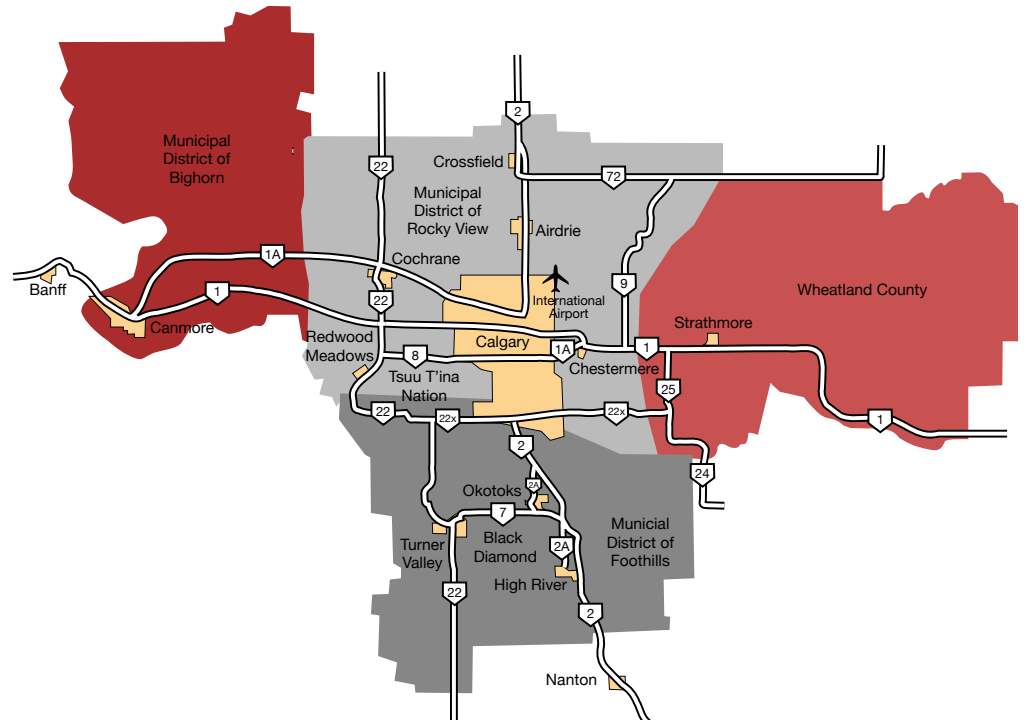 2
Municipal
District of
Bighorn
Crossfield
22
72
Municipal
District of
Rocky View
Airdrie
1A
Cochrane
Banff
1
22
9
International
Airport
Wheatland County
Canmore
Redwood
Meadows
8
Calgary
1A
Chestermere
1
Strathmore
Tsuu T'ina
Nation
25
22
22x
22x
1
2
24
2A
Okotoks
7
Turner
Valley
Black
Diamond
2A
High River
Municial
District of
Foothills
22
2
Nanton